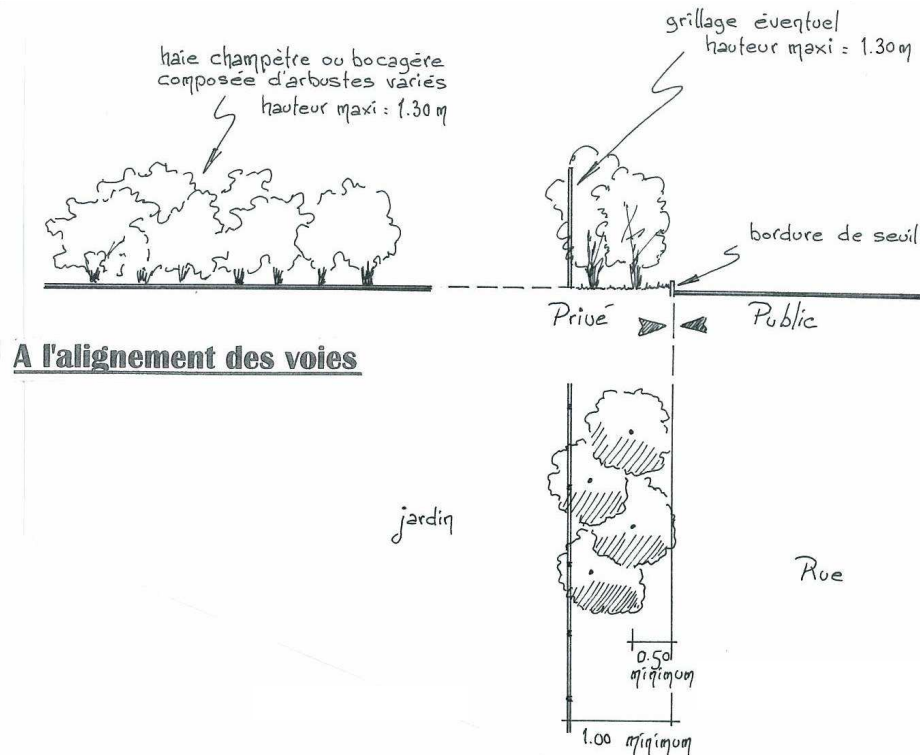 haie champètre ou bocagère
composée d'arbustes variés
hauteur maxi : 1.30 m
grillage éventuel
hauteur maxi : 1.30 m
bordure de seuil
Privé
Public
A l'alignement des voies
jardin
Rue
0.50
minimum
1.00 minimum